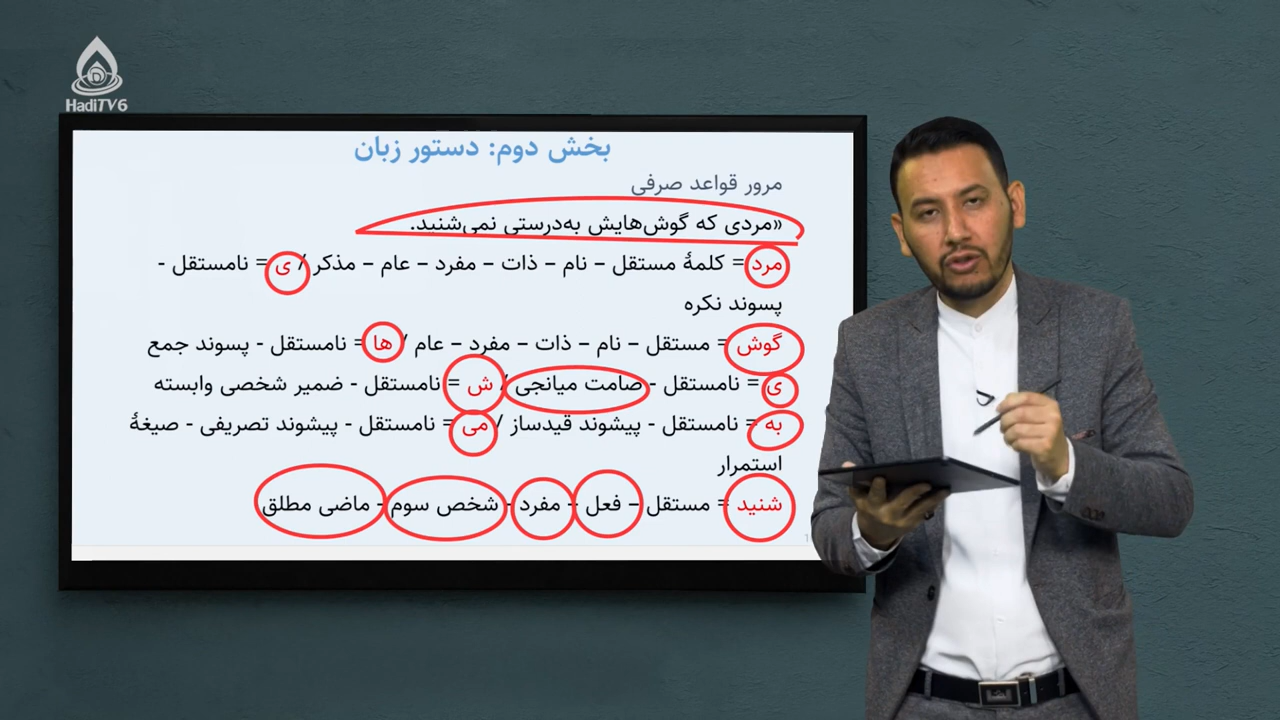 HadiTV6
بخش دوم: دستور زبان
مرور قواعد صرفی
«مردی که گوش‌هایش به‌درستی نمی‌شنید.
مرد = کلمۀ مستقل – نام – ذات – مفرد – عام – مذکر / ی = نامستقل -
پسوند نکره
گوش = مستقل – نام – ذات – مفرد – عام / ها = نامستقل - پسوند جمع
ی = نامستقل - صامت میانجی / ش = نامستقل - ضمیر شخصی وابسته
به = نامستقل - پیشوند قیدساز / می = نامستقل - پیشوند تصریفی - صیغۀ
استمرار
شنید = مستقل – فعل – مفرد - شخص سوم - ماضی مطلق